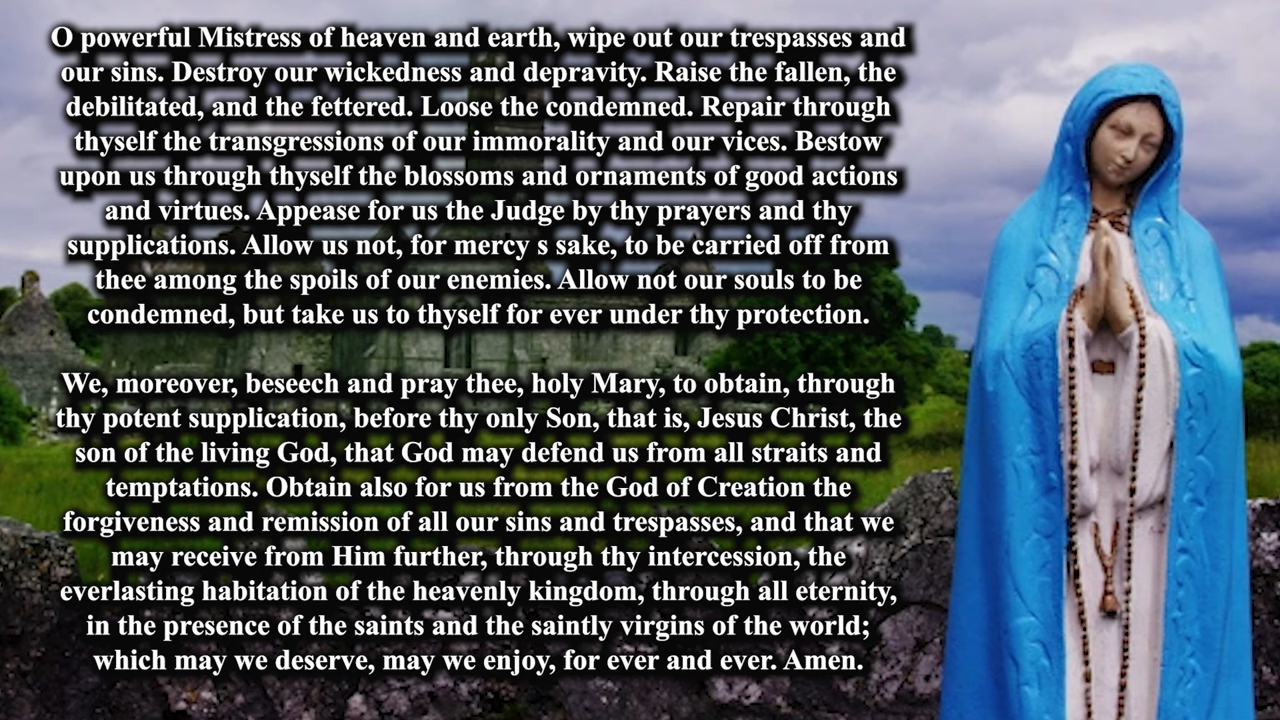 O powerful Mistress of heaven and earth, wipe out our trespasses and
our sins. Destroy our wickedness and depravity. Raise the fallen, the
debilitated, and the fettered. Loose the condemned. Repair through
thyself the transgressions of our immorality and our vices. Bestow
upon us through thyself the blossoms and ornaments of good actions
and virtues. Appease for us the Judge by thy prayers and thy
supplications. Allow us not, for mercy s sake, to be carried off from
thee among the spoils of our enemies. Allow not our souls to be
condemned, but take us to thyself for ever under thy protection.
We, moreover, beseech and pray thee, holy Mary, to obtain, through
thy potent supplication, before thy only Son, that is, Jesus Christ, the
son of the living God, that God may defend us from all straits and
temptations. Obtain also for us from the God of Creation the
forgiveness and remission of all our sins and trespasses, and that we
may receive from Him further, through thy intercession, the
everlasting habitation of the heavenly kingdom, through all eternity,
in the presence of the saints and the saintly virgins of the world;
which may we deserve, may we enjoy, for ever and ever. Amen.